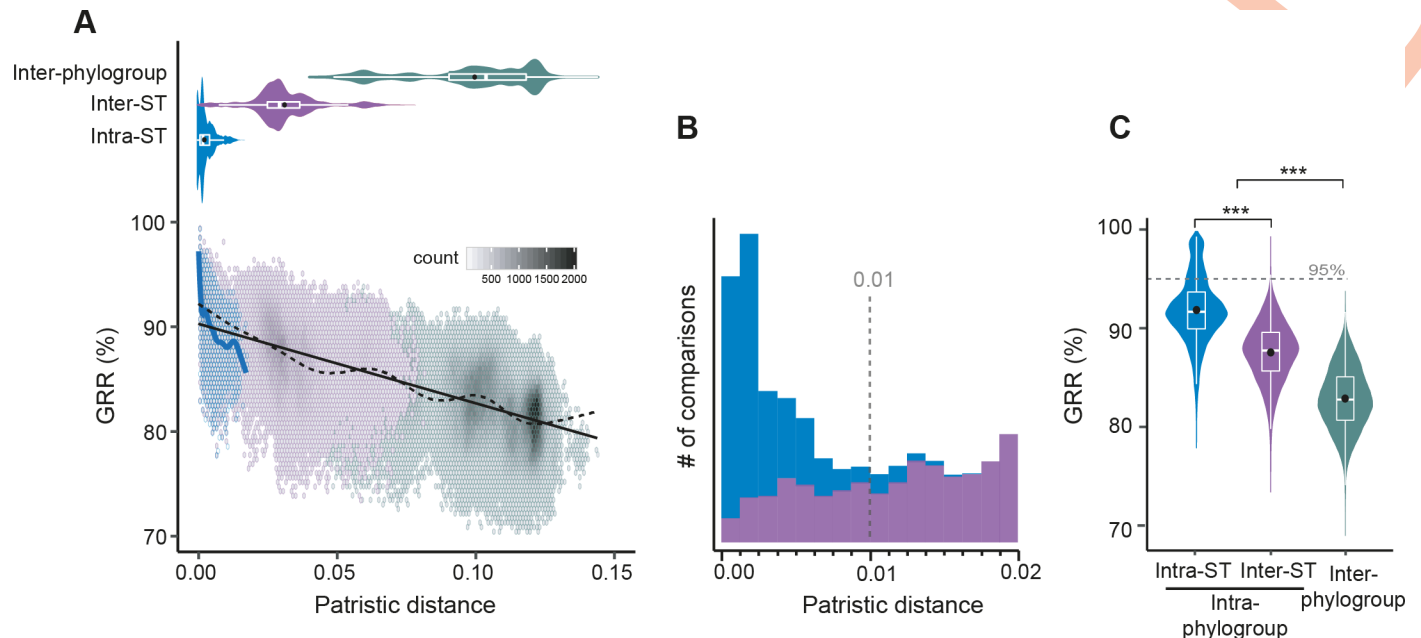 A
Inter-phylogroup
Inter-ST
Intra-ST
100
90
80
70
GRR (%)
count
500 1000 1500 2000
0.00 0.05 0.10 0.15
Patristic distance
B
# of comparisons
0.01
0.00 0.01 0.02
Patristic distance
C
***
***
100
95%
90
80
70
GRR (%)
Intra-ST Inter-ST Inter-
phylogroup
Intra-
phylogroup